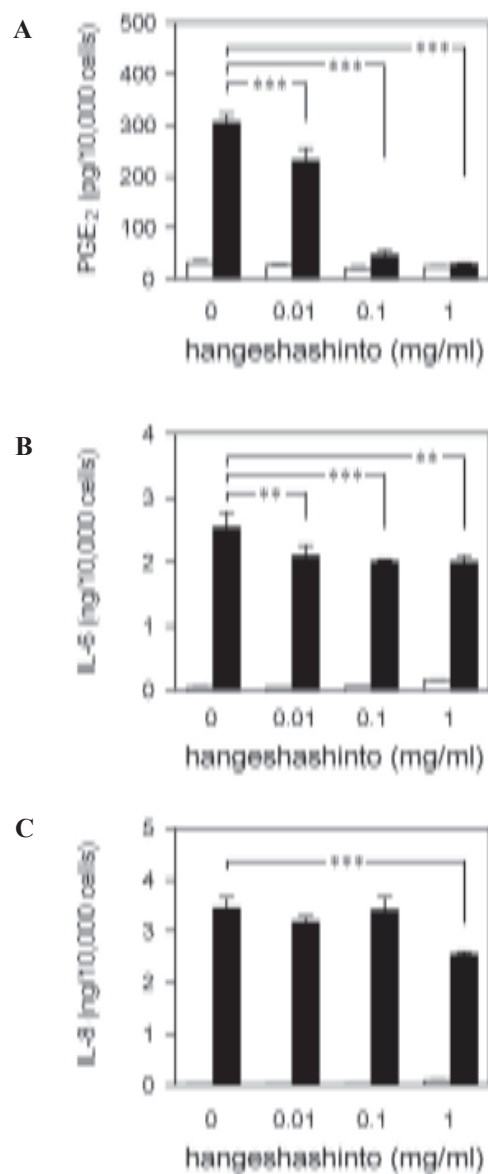 A
PGE₂ (pg/10,000 cells)
500
400
300
200
100
0
***
***
***
0 0.01 0.1 1
hangeshashinto (mg/ml)
B
IL-6 (ng/10,000 cells)
4
3
2
1
0
**
***
**
0 0.01 0.1 1
hangeshashinto (mg/ml)
C
IL-8 (ng/10,000 cells)
5
4
3
2
1
0
***
0 0.01 0.1 1
hangeshashinto (mg/ml)